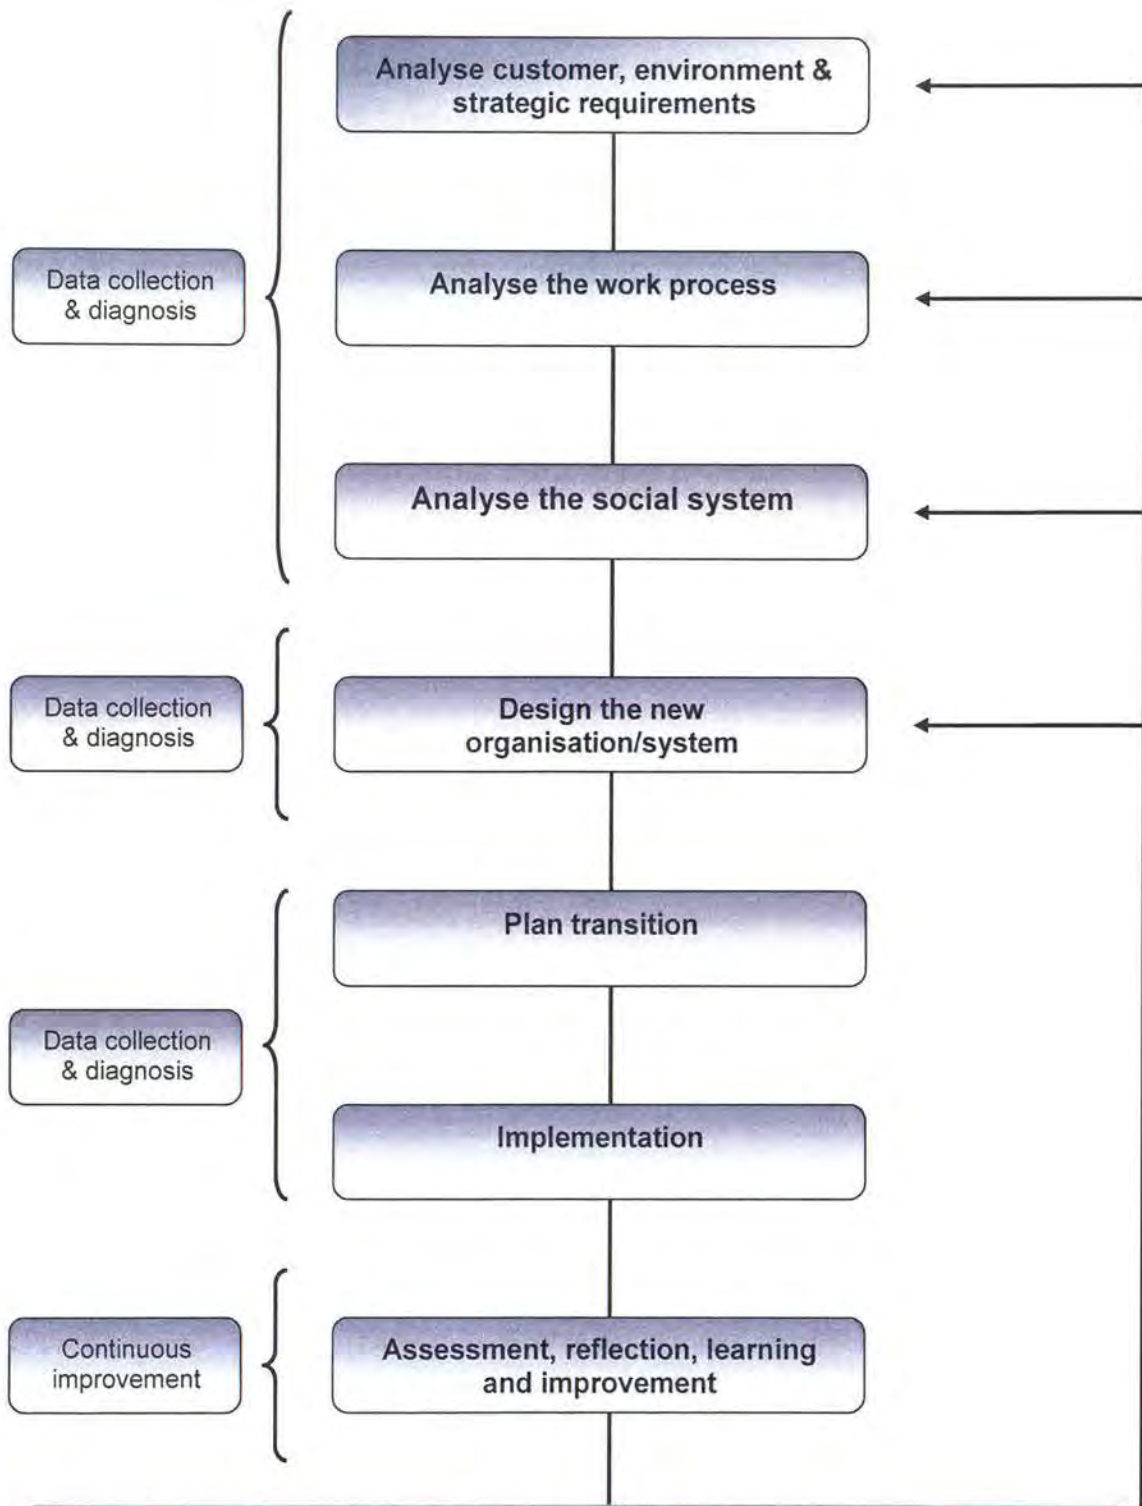 Analyse customer, environment &
strategic requirements
Data collection
& diagnosis
Analyse the work process
Analyse the social system
Data collection
& diagnosis
Design the new
organisation/system
Plan transition
Data collection
& diagnosis
Implementation
Continuous
improvement
Assessment, reflection, learning
and improvement